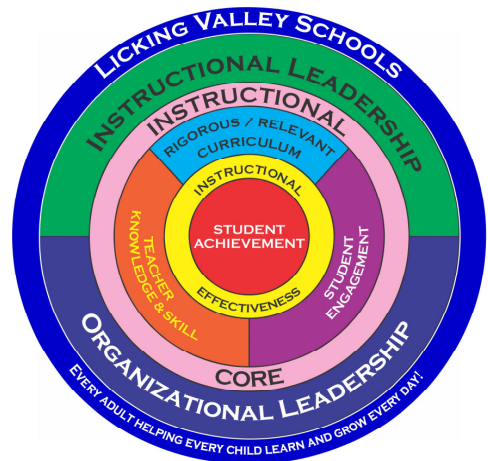 LICKING VALLEY SCHOOLS
INSTRUCTIONAL LEADERSHIP
INSTRUCTIONAL
RIGOROUS / RELEVANT
CURRICULUM
INSTRUCTIONAL
STUDENT
ACHIEVEMENT
EFFECTIVENESS
TEACHER
KNOWLEDGE & SKILL
STUDENT
ENGAGEMENT
CORE
ORGANIZATIONAL LEADERSHIP
EVERY ADULT HELPING EVERY CHILD LEARN AND GROW EVERY DAY!